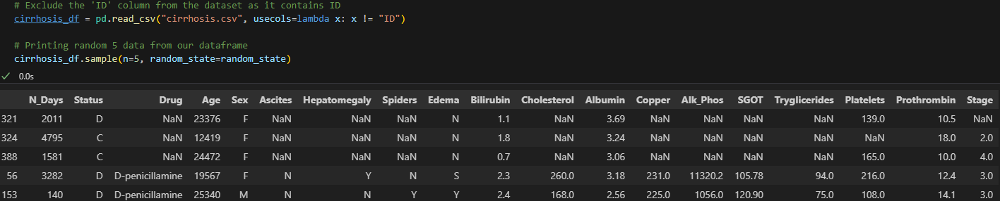 # Exclude the 'ID' column from the dataset as it contains ID
cirrhosis_df = pd.read_csv("cirrhosis.csv", usecols=lambda x: x != "ID")
# Printing random 5 data from our dataframe
cirrhosis_df.sample(n=5, random_state=random_state)
0.0s
N_Days Status Drug Age Sex Ascites Hepatomegaly Spiders Edema Bilirubin Cholesterol Albumin Copper Alk_Phos SGOT Tryglicerides Platelets Prothrombin Stage
321 2011 D NaN 23376 F NaN NaN NaN N 1.1 NaN 3.69 NaN NaN NaN NaN 139.0 10.5 NaN
324 4795 C NaN 12419 F NaN NaN NaN N 1.8 NaN 3.24 NaN NaN NaN NaN NaN 18.0 2.0
388 1581 C NaN 24472 F NaN NaN NaN N 0.7 NaN 3.06 NaN NaN NaN NaN 165.0 10.0 4.0
56 3282 D D-penicillamine 19567 F N Y N S 2.3 260.0 3.18 231.0 11320.2 105.78 94.0 216.0 12.4 3.0
153 140 D D-penicillamine 25340 M N N Y Y 2.4 168.0 2.56 225.0 1056.0 120.90 75.0 108.0 14.1 3.0